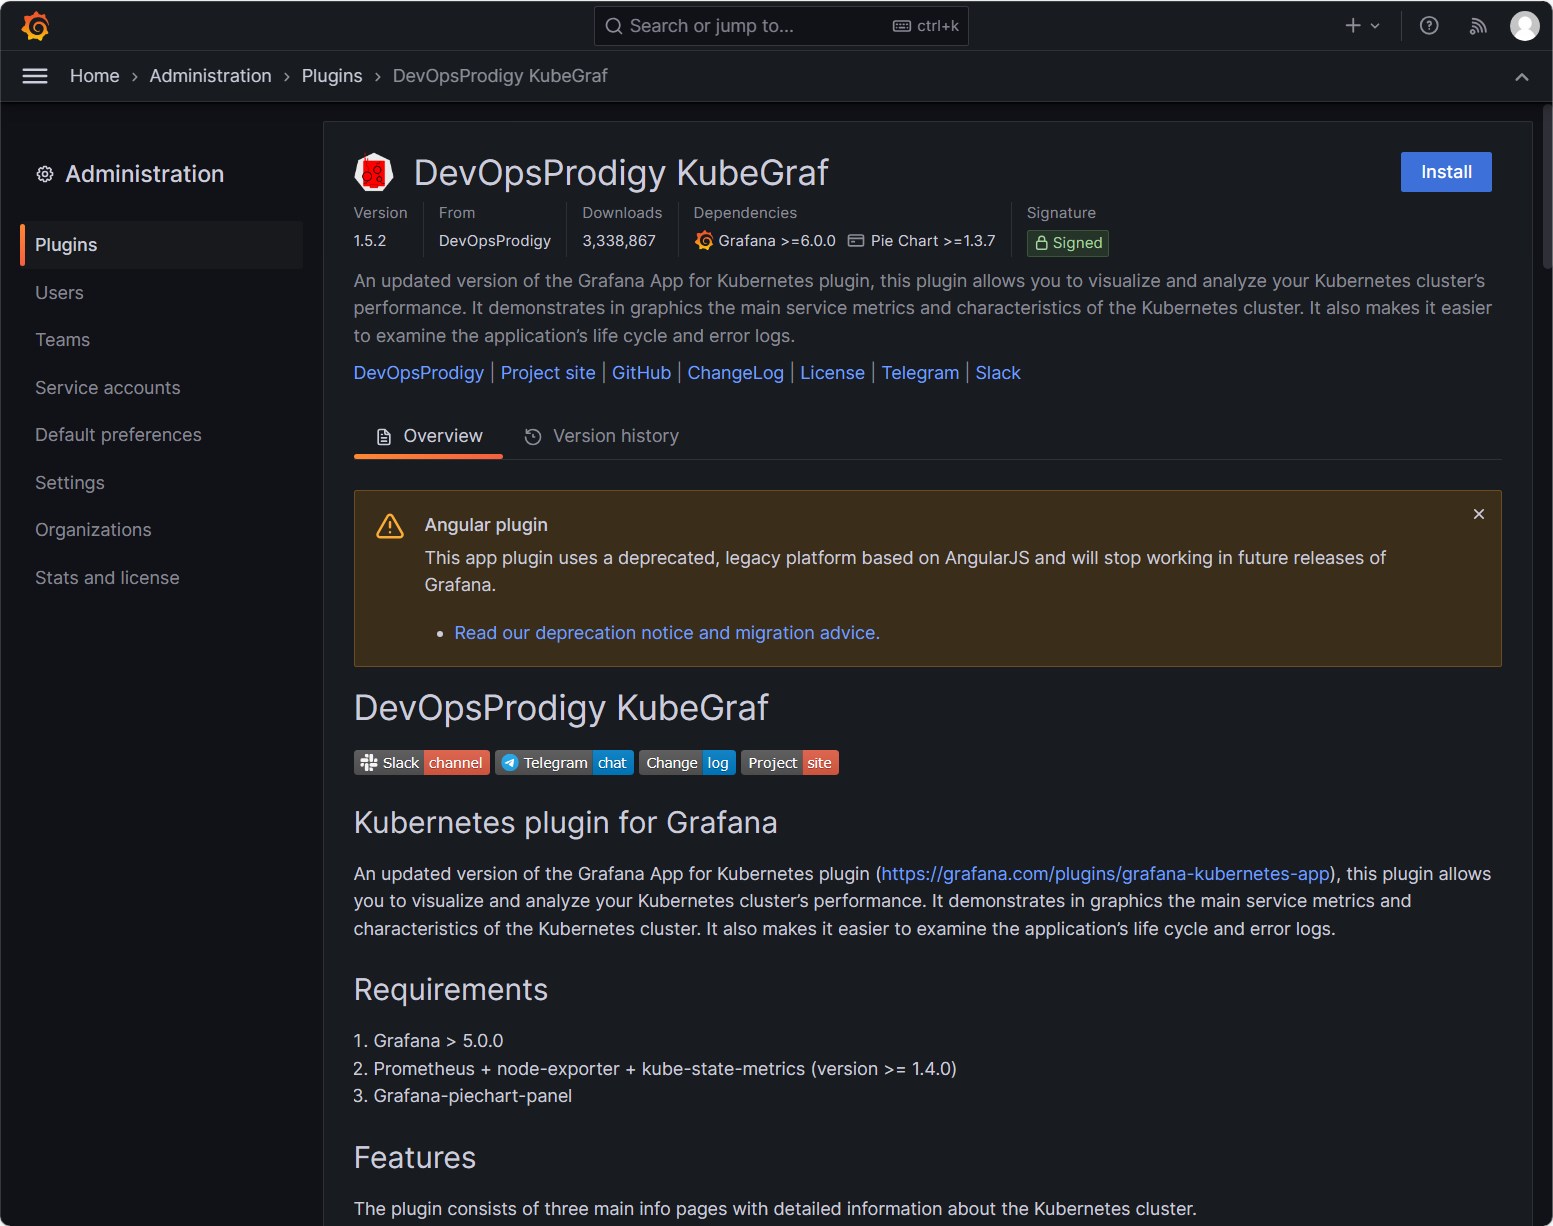 Search or jump to... ctrl+k
Home › Administration › Plugins › DevOpsProdigy KubeGraf
Administration
Plugins
Users
Teams
Service accounts
Default preferences
Settings
Organizations
Stats and license
DevOpsProdigy KubeGraf
Install
Version
1.5.2
From
DevOpsProdigy
Downloads
3,338,867
Dependencies
Grafana >=6.0.0 Pie Chart >=1.3.7
Signature
Signed
An updated version of the Grafana App for Kubernetes plugin, this plugin allows you to visualize and analyze your Kubernetes cluster’s
performance. It demonstrates in graphics the main service metrics and characteristics of the Kubernetes cluster. It also makes it easier
to examine the application’s life cycle and error logs.
DevOpsProdigy | Project site | GitHub | ChangeLog | License | Telegram | Slack
Overview Version history
Angular plugin
This app plugin uses a deprecated, legacy platform based on AngularJS and will stop working in future releases of
Grafana.
• Read our deprecation notice and migration advice.
DevOpsProdigy KubeGraf
Slack channel Telegram chat Change log Project site
Kubernetes plugin for Grafana
An updated version of the Grafana App for Kubernetes plugin (https://grafana.com/plugins/grafana-kubernetes-app), this plugin allows
you to visualize and analyze your Kubernetes cluster’s performance. It demonstrates in graphics the main service metrics and
characteristics of the Kubernetes cluster. It also makes it easier to examine the application’s life cycle and error logs.
Requirements
1. Grafana > 5.0.0
2. Prometheus + node-exporter + kube-state-metrics (version >= 1.4.0)
3. Grafana-piechart-panel
Features
The plugin consists of three main info pages with detailed information about the Kubernetes cluster.